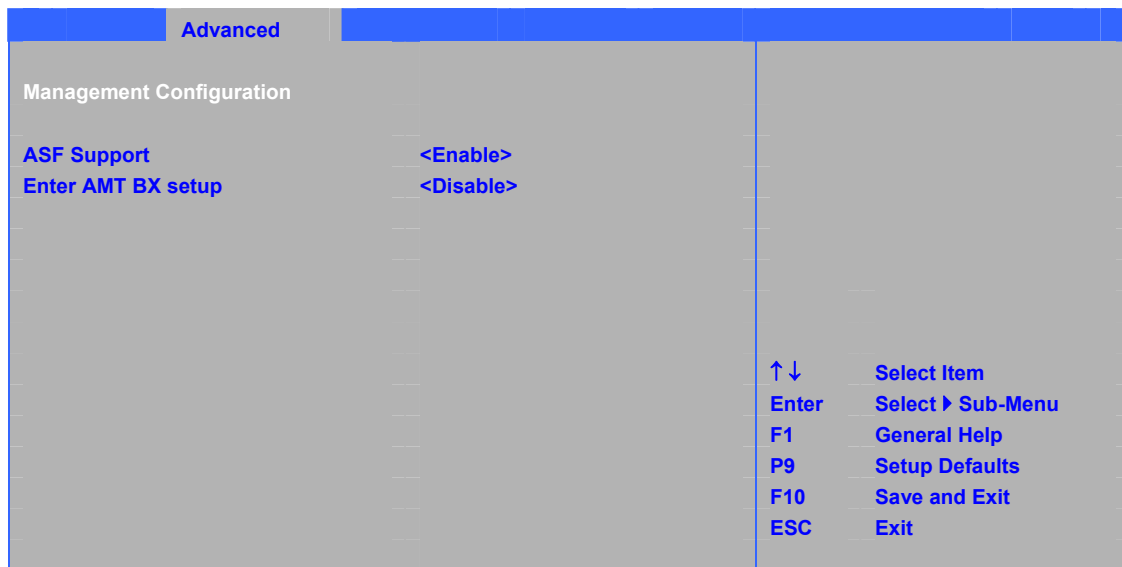 Advanced
Management Configuration
ASF Support <Enable>
Enter AMT BX setup <Disable>
↑↓ Select Item
Enter Select ▶ Sub-Menu
F1 General Help
P9 Setup Defaults
F10 Save and Exit
ESC Exit